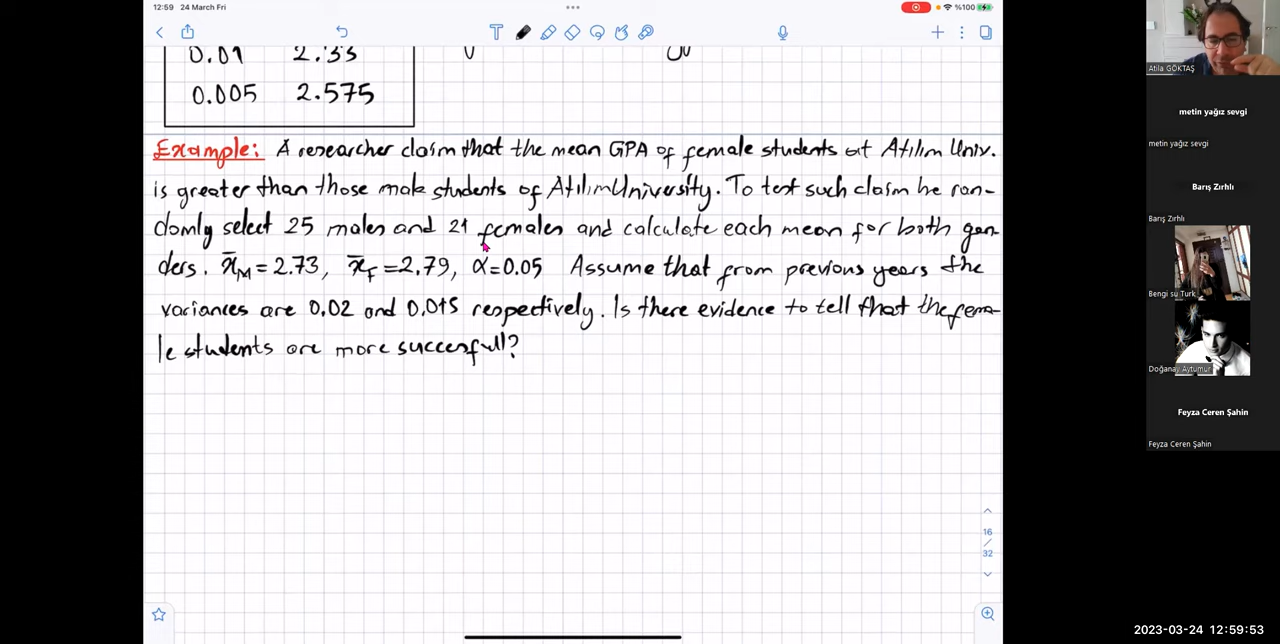 12:59 24 March Fri
%100
Atila GÖKTAŞ
0.01 2.33
0.005 2.575
metin yağız sevgi
metin yağız sevgi
Example: A researcher claim that the mean GPA of female students at Atılım Univ.
is greater than those male students of Atılım University. To test such claim he ran-
domly select 25 males and 21 females and calculate each mean for both gen-
ders. x̄M = 2.73, x̄F = 2.79, α = 0.05 Assume that from previous years the
variances are 0.02 and 0.015 respectively. Is there evidence to tell that the fema-
le students are more succesfull?
Barış Zırhlı
Barış Zırhlı
Bengi su Turk
Doğanay Aytumur
Feyza Ceren Şahin
Feyza Ceren Şahin
16
/
32
2023-03-24 12:59:53